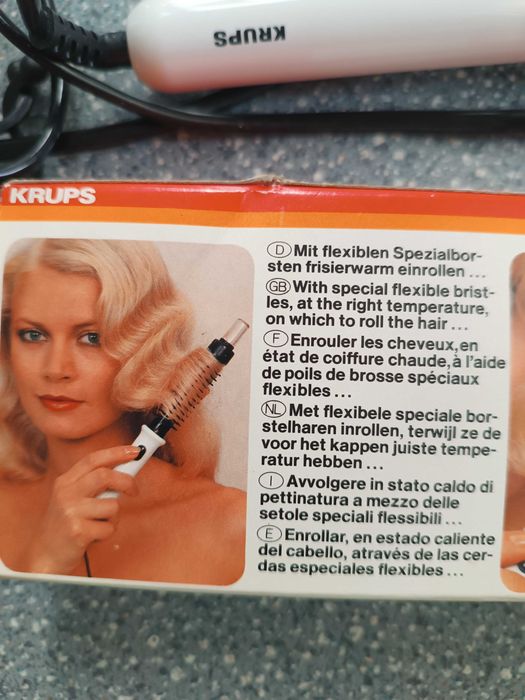 KRUPS
KRUPS
D Mit flexiblen Spezialbor-
sten frisierwarm einrollen ...
GB With special flexible brist-
les, at the right temperature,
on which to roll the hair ...
F Enrouler les cheveux, en
état de coiffure chaude, à l'aide
de poils de brosse spéciaux
flexibles ...
NL Met flexibele speciale bor-
stelharen inrollen, terwijl ze de
voor het kappen juiste tempe-
ratur hebben ...
I Avvolgere in stato caldo di
pettinatura a mezzo delle
setole speciali flessibili ...
E Enrollar, en estado caliente
del cabello, através de las cer-
das especiales flexibles ...